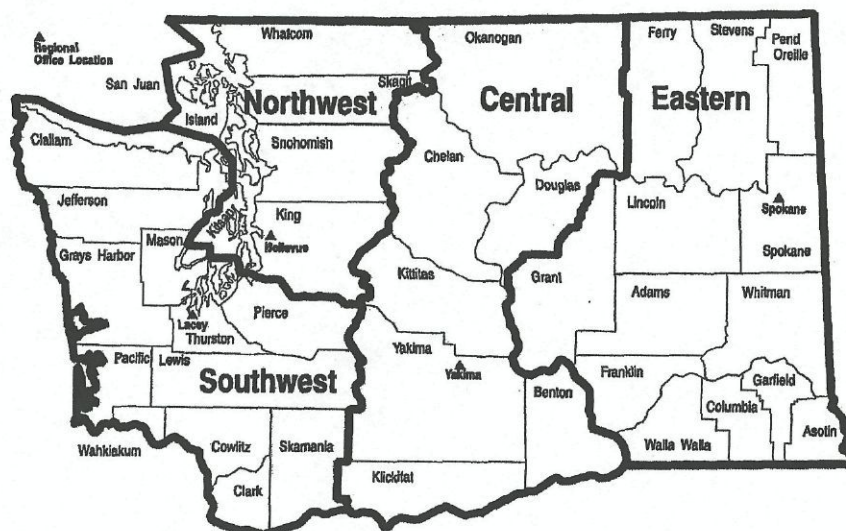 Regional
Office Location
San Juan
Whatcom
Skagit
Northwest
Island
Snohomish
King
Kitsap
Bellevue
Okanogan
Central
Chelan
Douglas
Kittitas
Yakima
Yakima
Benton
Klickitat
Ferry
Stevens
Pend
Oreille
Eastern
Lincoln
Spokane
Spokane
Grant
Adams
Whitman
Franklin
Garfield
Columbia
Walla Walla
Asotin
Clallam
Jefferson
Mason
Grays Harbor
Lacey
Thurston
Pierce
Pacific
Lewis
Southwest
Wahkiakum
Cowlitz
Skamania
Clark